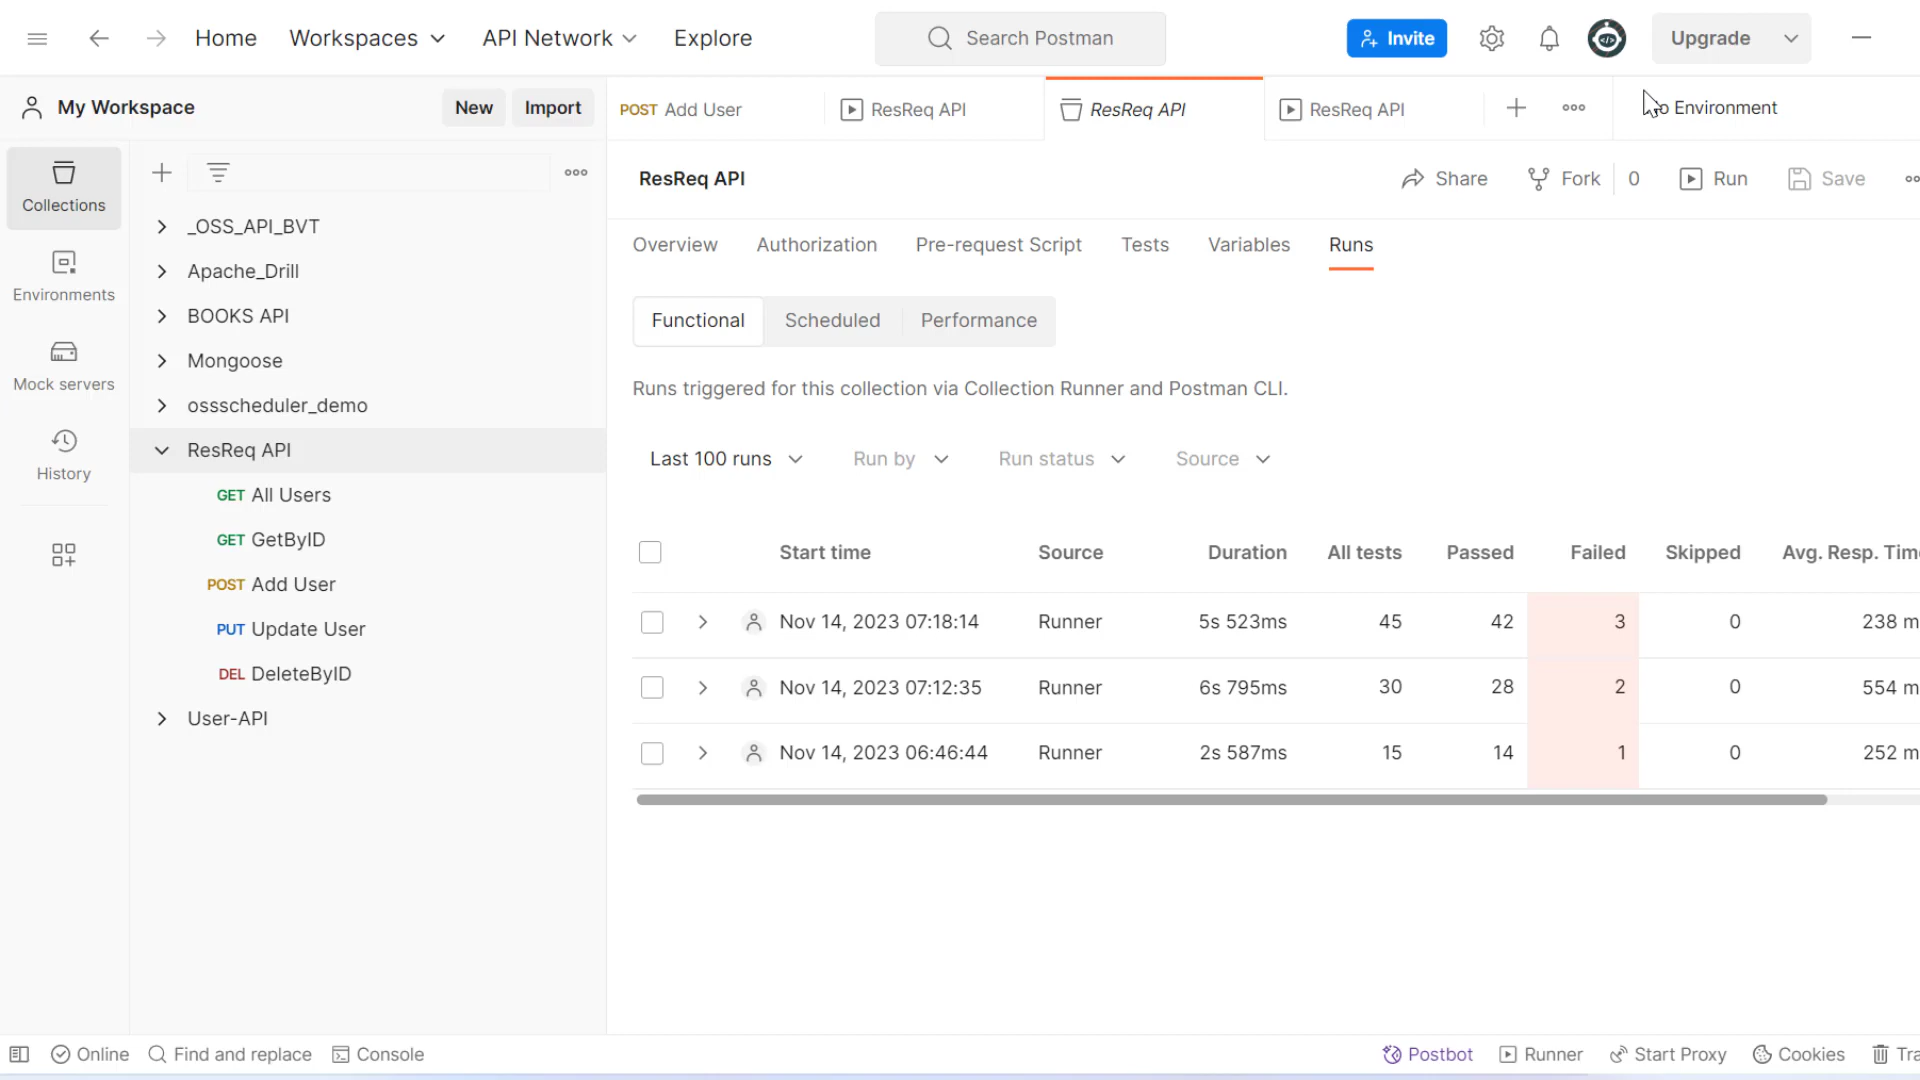 Home Workspaces API Network Explore Search Postman Invite Upgrade
My Workspace New Import POST Add User ResReq API ResReq API ResReq API Environment
Collections
Environments
Mock servers
History
_OSS_API_BVT
Apache_Drill
BOOKS API
Mongoose
ossscheduler_demo
ResReq API
GET All Users
GET GetByID
POST Add User
PUT Update User
DEL DeleteByID
User-API
ResReq API Share Fork 0 Run Save
Overview Authorization Pre-request Script Tests Variables Runs
Functional Scheduled Performance
Runs triggered for this collection via Collection Runner and Postman CLI.
Last 100 runs Run by Run status Source
Start time Source Duration All tests Passed Failed Skipped Avg. Resp. Time
Nov 14, 2023 07:18:14 Runner 5s 523ms 45 42 3 0 238 m
Nov 14, 2023 07:12:35 Runner 6s 795ms 30 28 2 0 554 m
Nov 14, 2023 06:46:44 Runner 2s 587ms 15 14 1 0 252 m
Online Find and replace Console Postbot Runner Start Proxy Cookies Tra